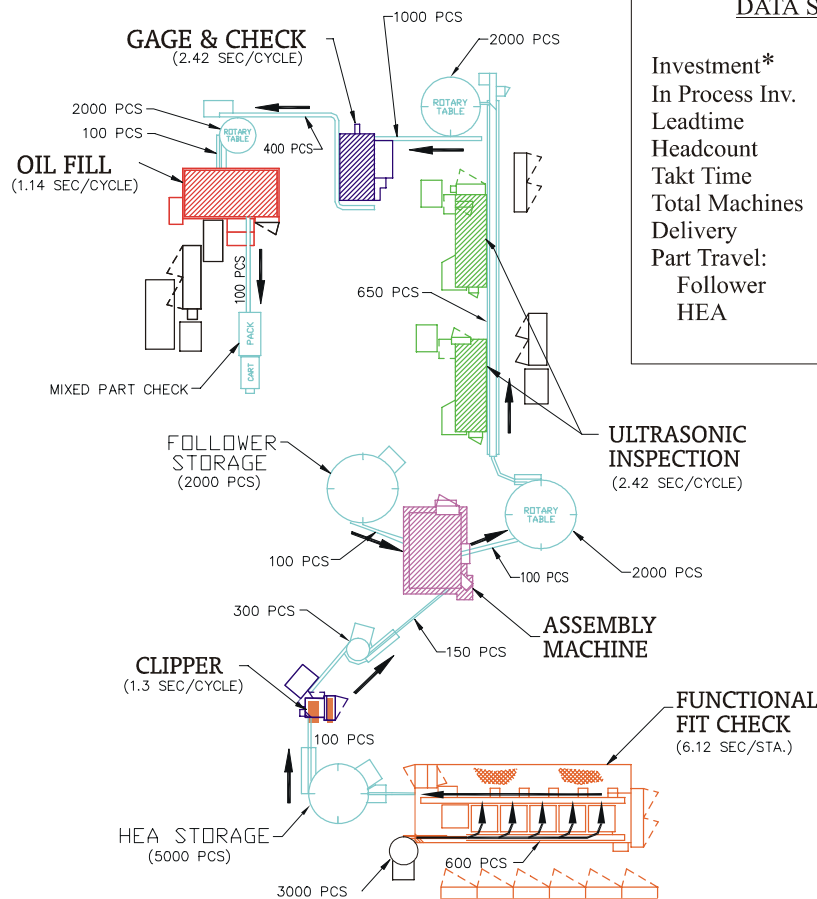 DATA S
Investment*
In Process Inv.
Leadtime
Headcount
Takt Time
Total Machines
Delivery
Part Travel:
Follower
HEA
1000 PCS
GAGE & CHECK
(2.42 SEC/CYCLE)
2000 PCS
ROTARY
TABLE
2000 PCS
100 PCS
ROTARY
TABLE
400 PCS
OIL FILL
(1.14 SEC/CYCLE)
100 PCS
PACK
CART
MIXED PART CHECK
650 PCS
ULTRASONIC
INSPECTION
(2.42 SEC/CYCLE)
FOLLOWER
STORAGE
(2000 PCS)
ROTARY
TABLE
100 PCS
100 PCS
2000 PCS
300 PCS
150 PCS
ASSEMBLY
MACHINE
CLIPPER
(1.3 SEC/CYCLE)
100 PCS
FUNCTIONAL
FIT CHECK
(6.12 SEC/STA.)
HEA STORAGE
(5000 PCS)
600 PCS
3000 PCS